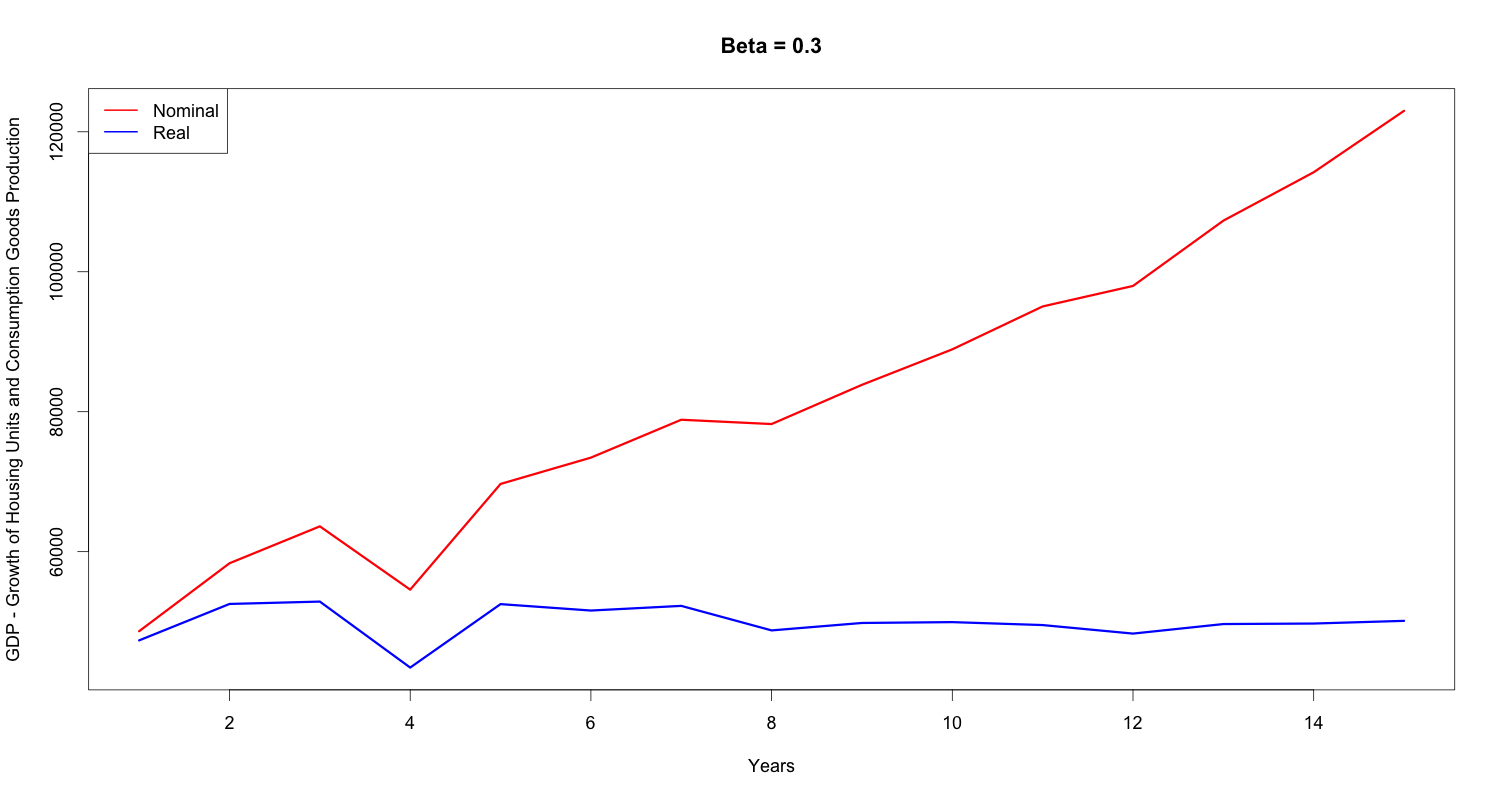 Beta = 0.3
Nominal
Real
GDP - Growth of Housing Units and Consumption Goods Production
120000
100000
80000
60000
2 4 6 8 10 12 14
Years